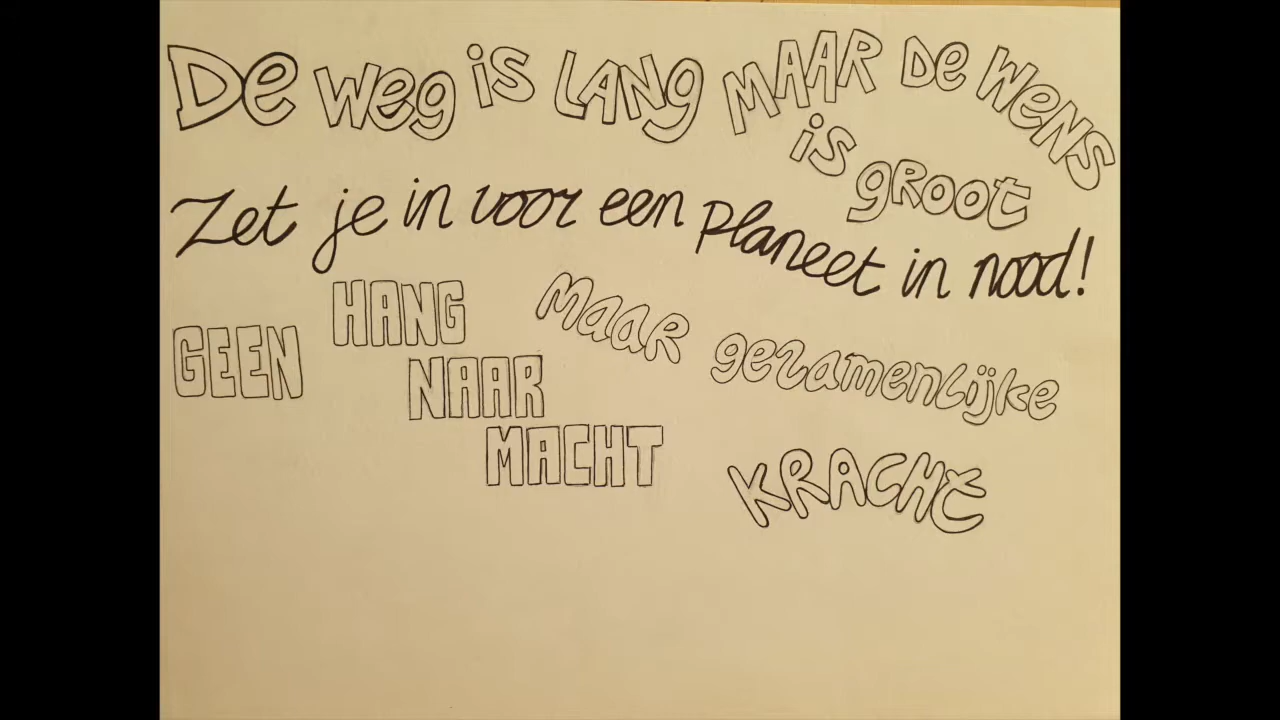 De weg is LANG MAAR De WeNS
is gROOt
Zet je in voor een planeet in nood!
GEEN HANG
NAAR
MACHT
MaaR gezamenlijke
KRACHt